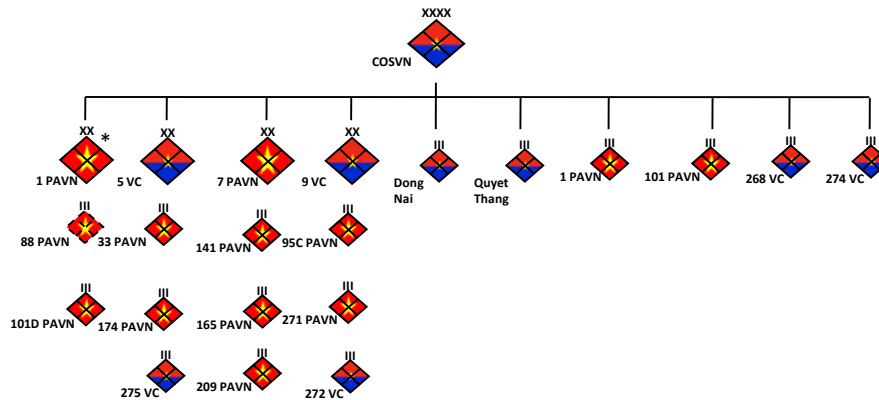 XXXX
COSVN
XX
*
XX
XX
XX
III
III
III
III
III
III
1 PAVN
5 VC
7 PAVN
9 VC
Dong
Nai
Quyet
Thang
1 PAVN
101 PAVN
268 VC
274 VC
III
III
III
III
88 PAVN
33 PAVN
141 PAVN
95C PAVN
III
III
III
III
101D PAVN
174 PAVN
165 PAVN
271 PAVN
III
III
III
275 VC
209 PAVN
272 VC